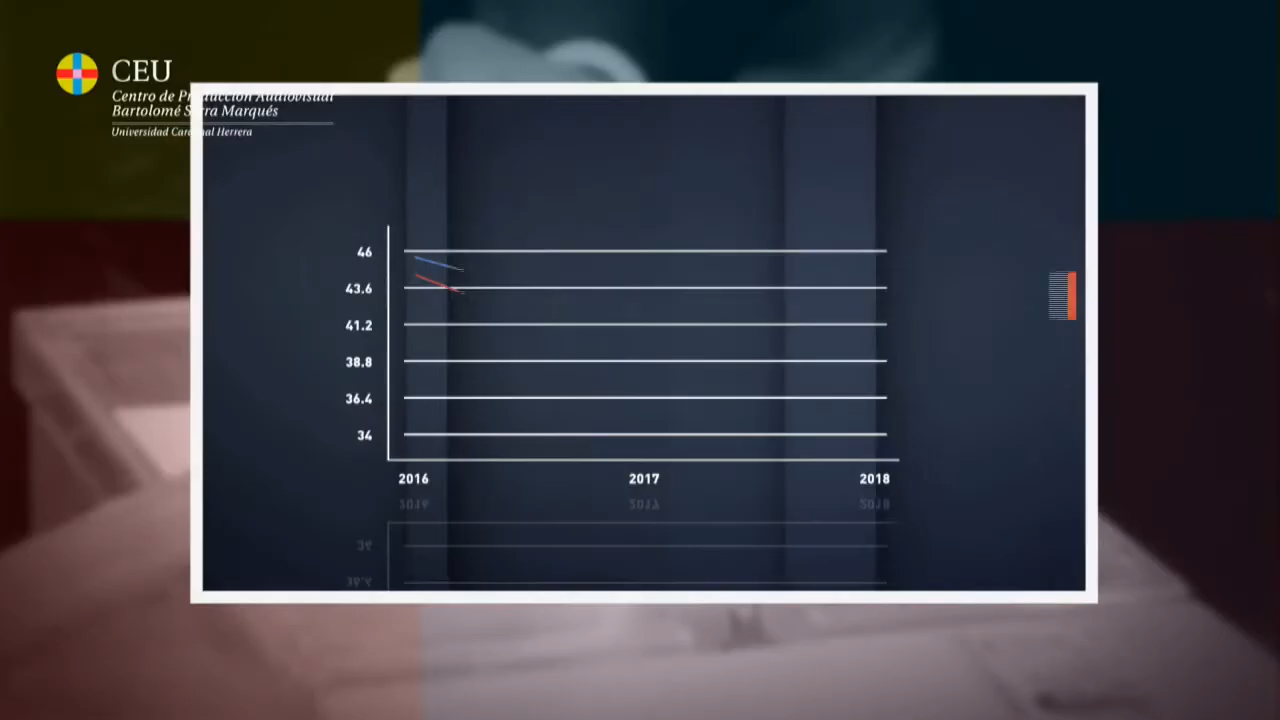 CEU
Centro de Producción Audiovisual
Bartolomé Serra Marqués
Universidad Cardenal Herrera
46
43.6
41.2
38.8
36.4
34
2016
2017
2018